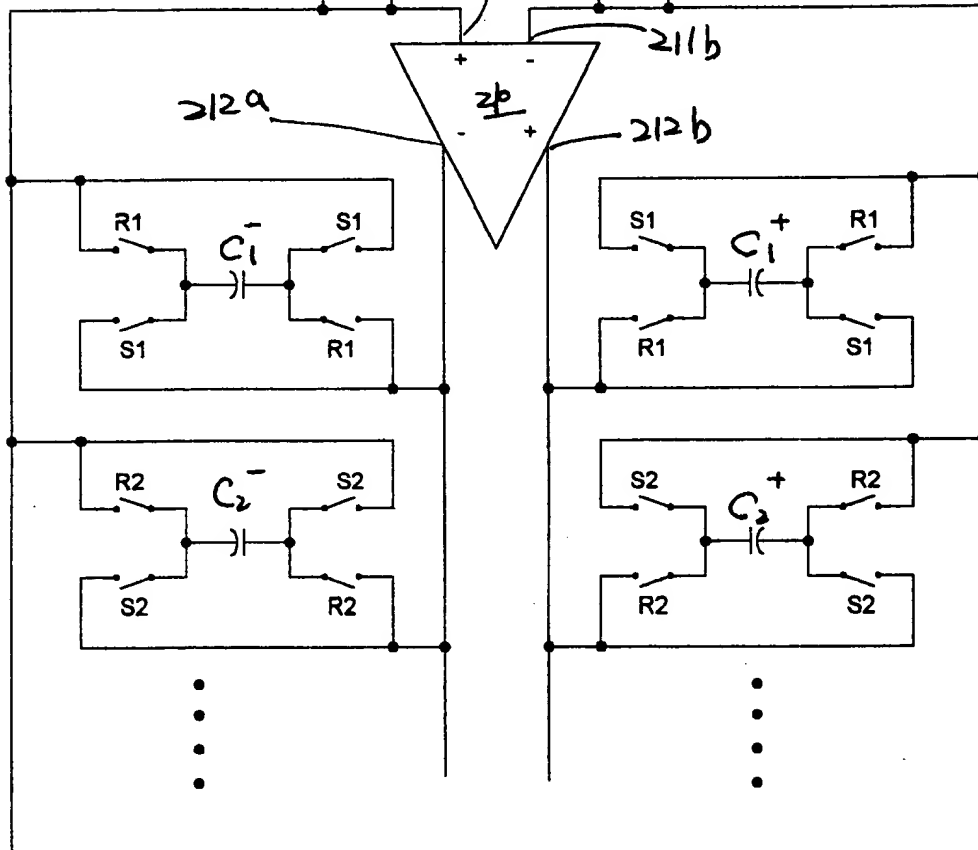 211b
+ -
212a
- +
212b
R1 C₁⁻ S1
S1 C₁⁺ R1
S1 R1
R1 S1
R2 C₂⁻ S2
S2 C₂⁺ R2
S2 R2
R2 S2